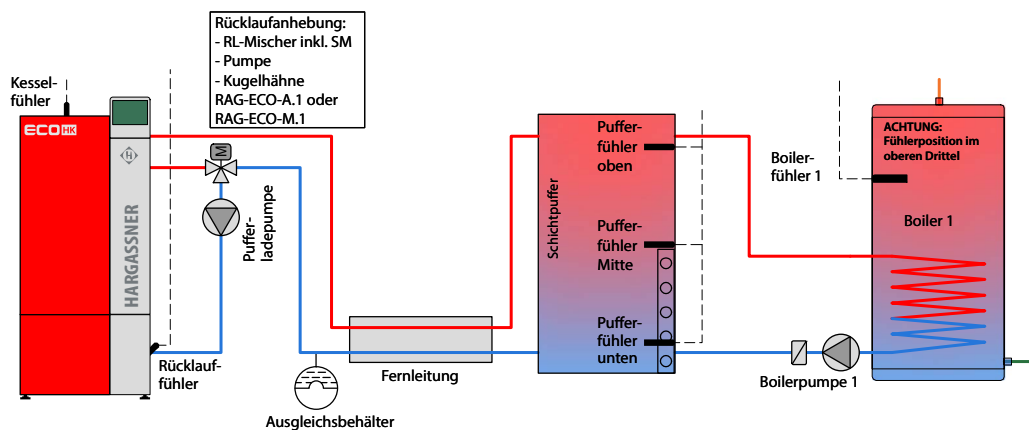 Rücklaufanhebung:
- RL-Mischer inkl. SM
- Pumpe
- Kugelhähne
RAG-ECO-A.1 oder
RAG-ECO-M.1
Kessel-
fühler
ECO HK
H
HARGASSNER
M
Puffer-
ladepumpe
Rücklauf-
fühler
Ausgleichsbehälter
Fernleitung
Schichtpuffer
Puffer-
fühler
oben
Puffer-
fühler
Mitte
Puffer-
fühler
unten
Boiler-
fühler 1
ACHTUNG:
Fühlerposition im
oberen Drittel
Boiler 1
Boilerpumpe 1